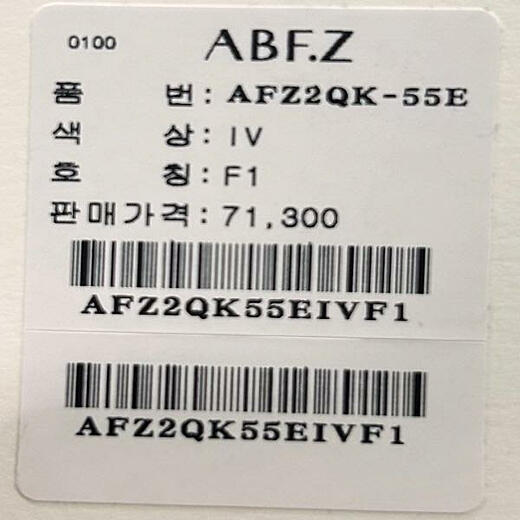 0100 ABF.Z
품 번 : AFZ2QK-55E
색 상 : IV
호 칭 : F1
판매가격 : 71,300
AFZ2QK55EIVF1
AFZ2QK55EIVF1